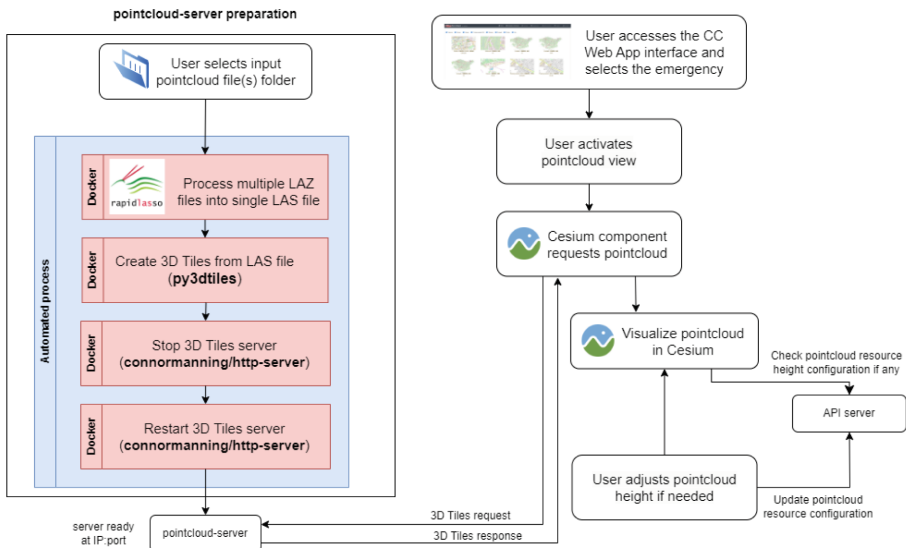 pointcloud-server preparation
User selects input
pointcloud file(s) folder
Automated process
Docker
rapidlasso
Process multiple LAZ
files into single LAS file
Docker
Create 3D Tiles from LAS file
(py3dtiles)
Docker
Stop 3D Tiles server
(connormanning/http-server)
Docker
Restart 3D Tiles server
(connormanning/http-server)
server ready
at IP:port
pointcloud-server
User accesses the CC
Web App interface and
selects the emergency
User activates
pointcloud view
Cesium component
requests pointcloud
Visualize pointcloud
in Cesium
Check pointcloud resource
height configuration if any
API server
User adjusts pointcloud
height if needed
Update pointcloud
resource configuration
3D Tiles request
3D Tiles response